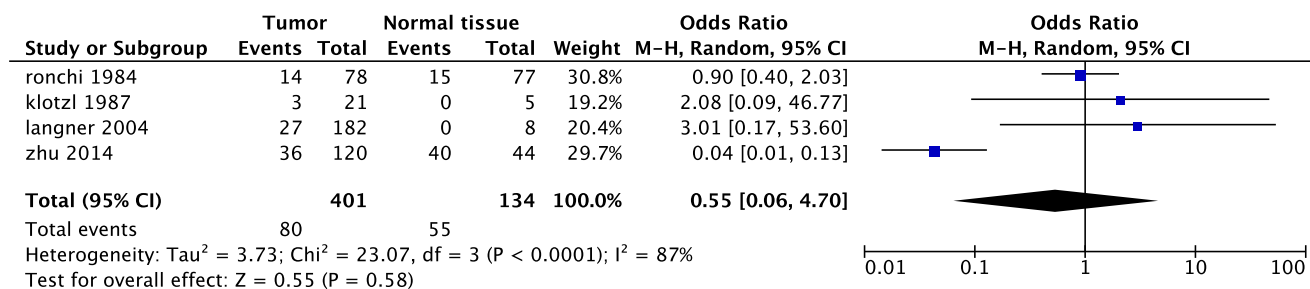 Tumor Normal tissue Odds Ratio Odds Ratio
Study or Subgroup Events Total Events Total Weight M-H, Random, 95% CI M-H, Random, 95% CI
ronchi 1984 14 78 15 77 30.8% 0.90 [0.40, 2.03]
klotzl 1987 3 21 0 5 19.2% 2.08 [0.09, 46.77]
langner 2004 27 182 0 8 20.4% 3.01 [0.17, 53.60]
zhu 2014 36 120 40 44 29.7% 0.04 [0.01, 0.13]
Total (95% CI) 401 134 100.0% 0.55 [0.06, 4.70]
Total events 80 55
Heterogeneity: Tau² = 3.73; Chi² = 23.07, df = 3 (P < 0.0001); I² = 87%
Test for overall effect: Z = 0.55 (P = 0.58)
0.01 0.1 1 10 100